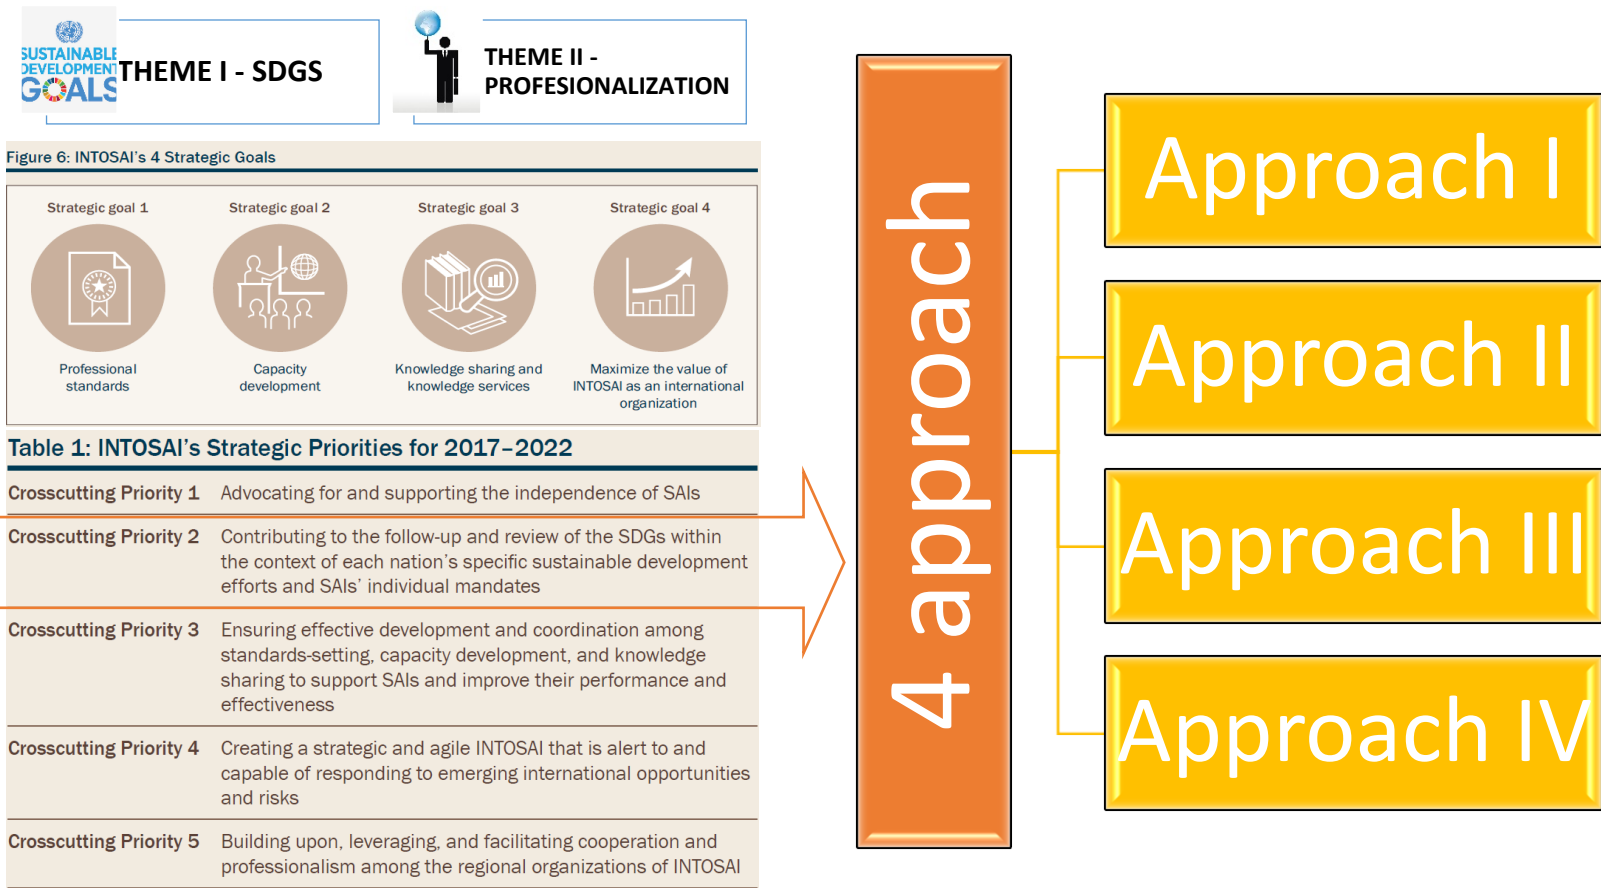 SUSTAINABLE
DEVELOPMENT
GOALS
THEME I - SDGS
THEME II -
PROFESIONALIZATION
Figure 6: INTOSAI's 4 Strategic Goals
Strategic goal 1
Strategic goal 2
Strategic goal 3
Strategic goal 4
Professional
standards
Capacity
development
Knowledge sharing and
knowledge services
Maximize the value of
INTOSAI as an international
organization
Table 1: INTOSAI's Strategic Priorities for 2017–2022
Crosscutting Priority 1 Advocating for and supporting the independence of SAIs
Crosscutting Priority 2 Contributing to the follow-up and review of the SDGs within
the context of each nation's specific sustainable development
efforts and SAIs' individual mandates
Crosscutting Priority 3 Ensuring effective development and coordination among
standards-setting, capacity development, and knowledge
sharing to support SAIs and improve their performance and
effectiveness
Crosscutting Priority 4 Creating a strategic and agile INTOSAI that is alert to and
capable of responding to emerging international opportunities
and risks
Crosscutting Priority 5 Building upon, leveraging, and facilitating cooperation and
professionalism among the regional organizations of INTOSAI
4 approach
Approach I
Approach II
Approach III
Approach IV